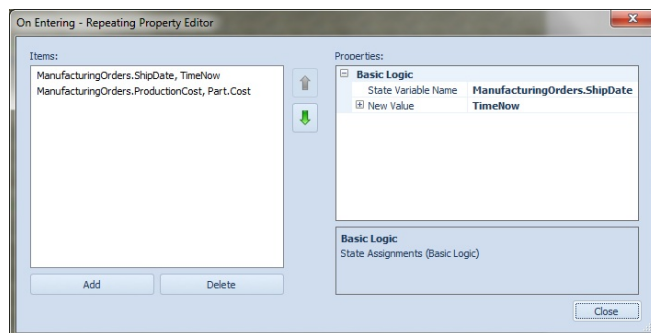 On Entering - Repeating Property Editor
Items:
ManufacturingOrders.ShipDate, TimeNow
ManufacturingOrders.ProductionCost, Part.Cost
Add
Delete
Properties:
Basic Logic
State Variable Name ManufacturingOrders.ShipDate
New Value TimeNow
Basic Logic
State Assignments (Basic Logic)
Close